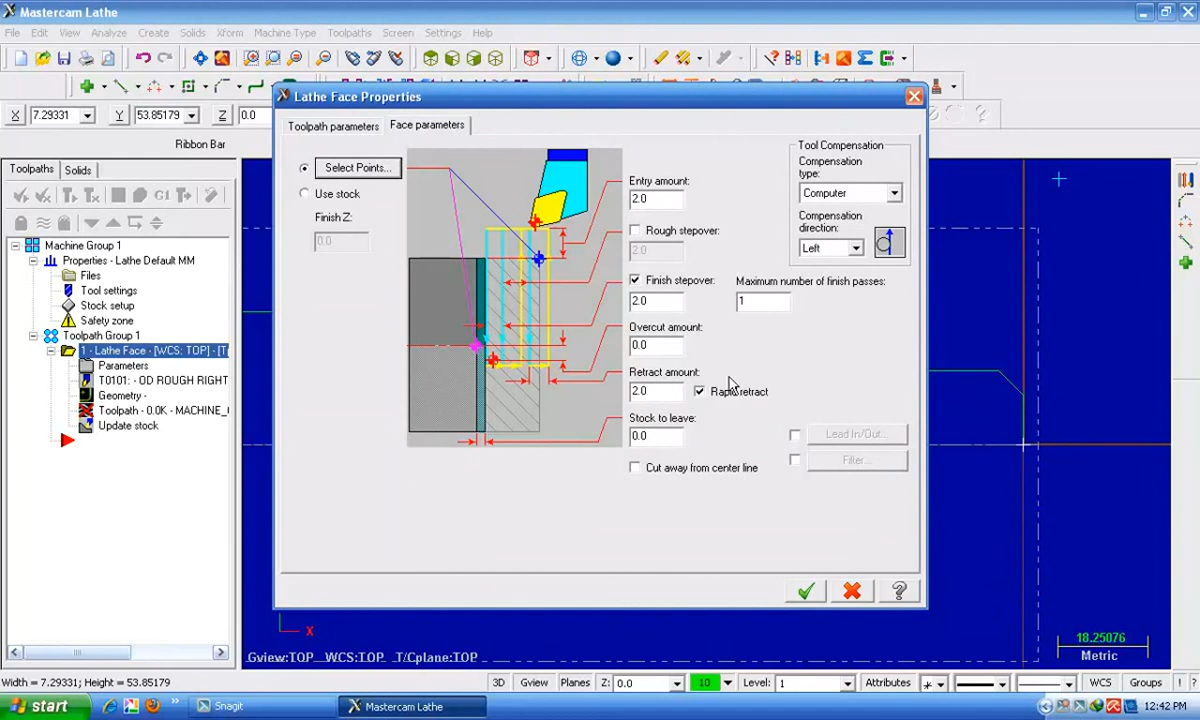 Mastercam Lathe
File Edit View Analyze Create Solids Xform Machine Type Toolpaths Screen Settings Help
X 7.29331 Y 53.85179 Z 0.0
Ribbon Bar
Toolpaths Solids
G1
Machine Group 1
Properties - Lathe Default MM
Files
Tool settings
Stock setup
Safety zone
Toolpath Group 1
1 - Lathe Face - [WCS: TOP] - [T
Parameters
T0101: - OD ROUGH RIGHT
Geometry -
Toolpath - 0.0K - MACHINE_
Update stock
Lathe Face Properties
Toolpath parameters Face parameters
Select Points...
Use stock
Finish Z:
0.0
Entry amount:
2.0
Rough stepover:
2.0
Finish stepover:
2.0
Maximum number of finish passes:
1
Overcut amount:
0.0
Retract amount:
2.0
Rapid retract
Stock to leave:
0.0
Cut away from center line
Tool Compensation
Compensation
type:
Computer
Compensation
direction:
Left
Lead In/Out...
Filter...
X
Gview:TOP WCS:TOP T/Cplane:TOP
18.25076
Metric
Width = 7.29331; Height = 53.85179
3D Gview Planes Z: 0.0 10 Level: 1 Attributes WCS Groups ! ?
start Snagit Mastercam Lathe 12:42 PM